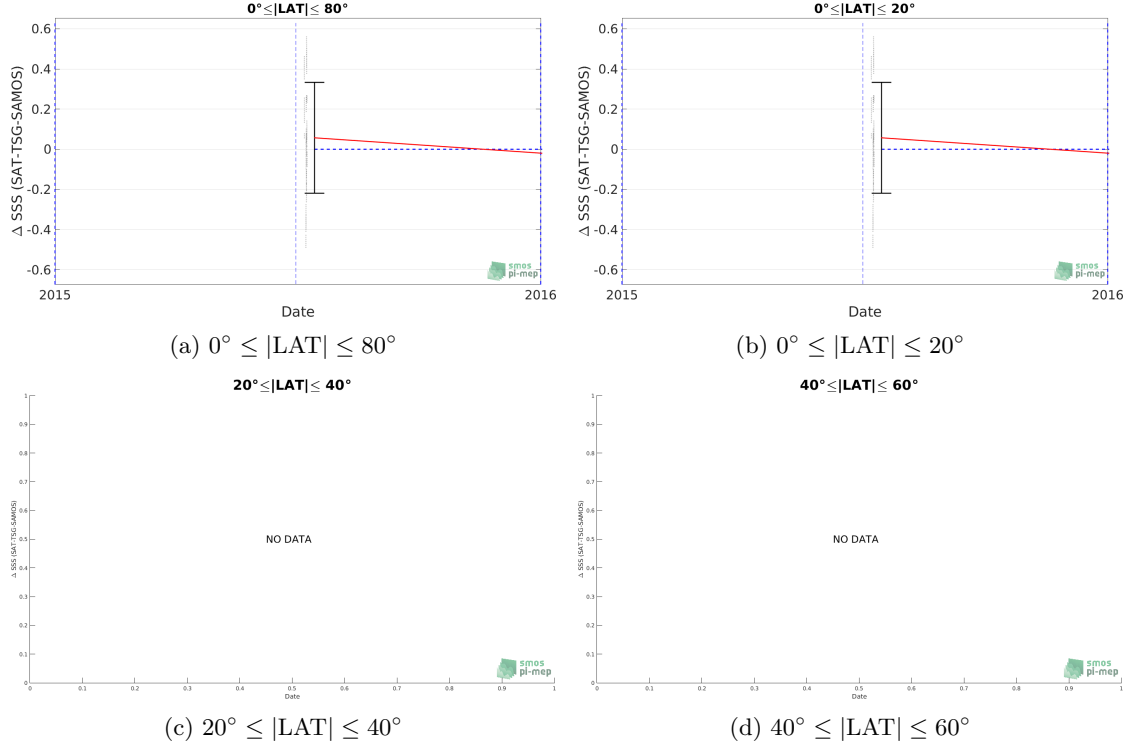 0°≤|LAT|≤ 80°
0.6
0.4
0.2
0
-0.2
-0.4
-0.6
Δ SSS (SAT-TSG-SAMOS)
2015
2016
Date
smos
pi-mep
(a) 0° ≤ |LAT| ≤ 80°
0°≤|LAT|≤ 20°
0.6
0.4
0.2
0
-0.2
-0.4
-0.6
Δ SSS (SAT-TSG-SAMOS)
2015
2016
Date
smos
pi-mep
(b) 0° ≤ |LAT| ≤ 20°
20°≤|LAT|≤ 40°
1
0.9
0.8
0.7
0.6
0.5
0.4
0.3
0.2
0.1
0
Δ SSS (SAT-TSG-SAMOS)
NO DATA
0 0.1 0.2 0.3 0.4 0.5 0.6 0.7 0.8 0.9 1
Date
smos
pi-mep
(c) 20° ≤ |LAT| ≤ 40°
40°≤|LAT|≤ 60°
1
0.9
0.8
0.7
0.6
0.5
0.4
0.3
0.2
0.1
0
Δ SSS (SAT-TSG-SAMOS)
NO DATA
0 0.1 0.2 0.3 0.4 0.5 0.6 0.7 0.8 0.9 1
Date
smos
pi-mep
(d) 40° ≤ |LAT| ≤ 60°